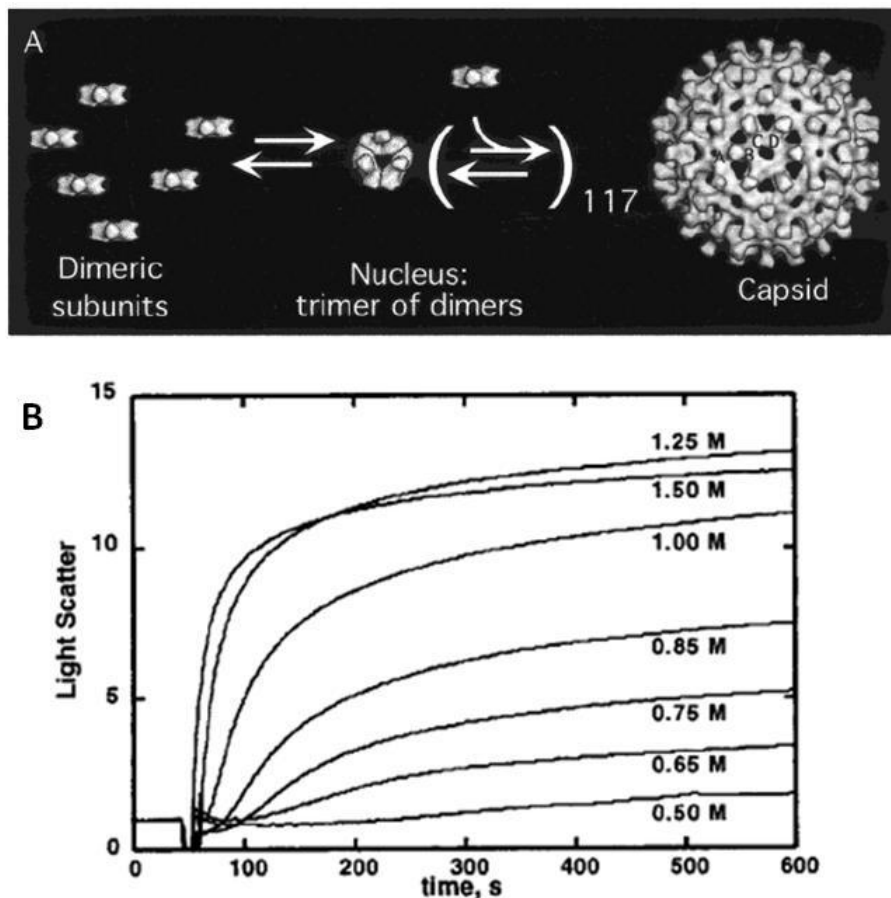 A
117
C D
A B
Dimeric
subunits
Nucleus:
trimer of dimers
Capsid
B
15
10
5
0
Light Scatter
1.25 M
1.50 M
1.00 M
0.85 M
0.75 M
0.65 M
0.50 M
0 100 200 300 400 500 600
time, s